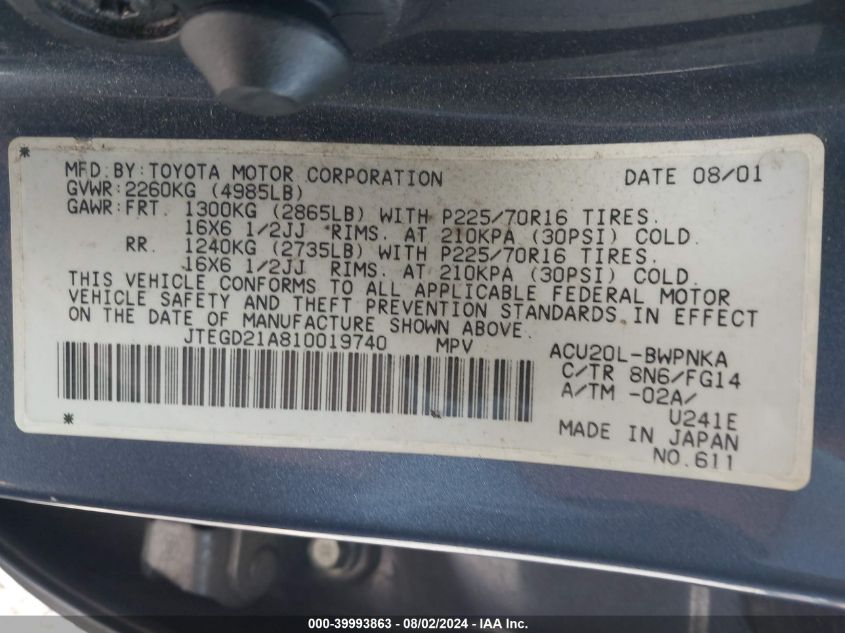 MFD.BY:TOYOTA MOTOR CORPORATION DATE 08/01
GVWR:2260KG (4985LB)
GAWR:FRT. 1300KG (2865LB) WITH P225/70R16 TIRES.
16X6 1/2JJ RIMS. AT 210KPA (30PSI) COLD.
RR. 1240KG (2735LB) WITH P225/70R16 TIRES.
16X6 1/2JJ RIMS. AT 210KPA (30PSI) COLD.
THIS VEHICLE CONFORMS TO ALL APPLICABLE FEDERAL MOTOR
VEHICLE SAFETY AND THEFT PREVENTION STANDARDS IN EFFECT
ON THE DATE OF MANUFACTURE SHOWN ABOVE.
JTEGD21A810019740 MPV ACU20L-BWPNKA
C/TR 8N6/FG14
A/TM -02A/
U241E
MADE IN JAPAN
NO.611
000-39993863 - 08/02/2024 - IAA Inc.